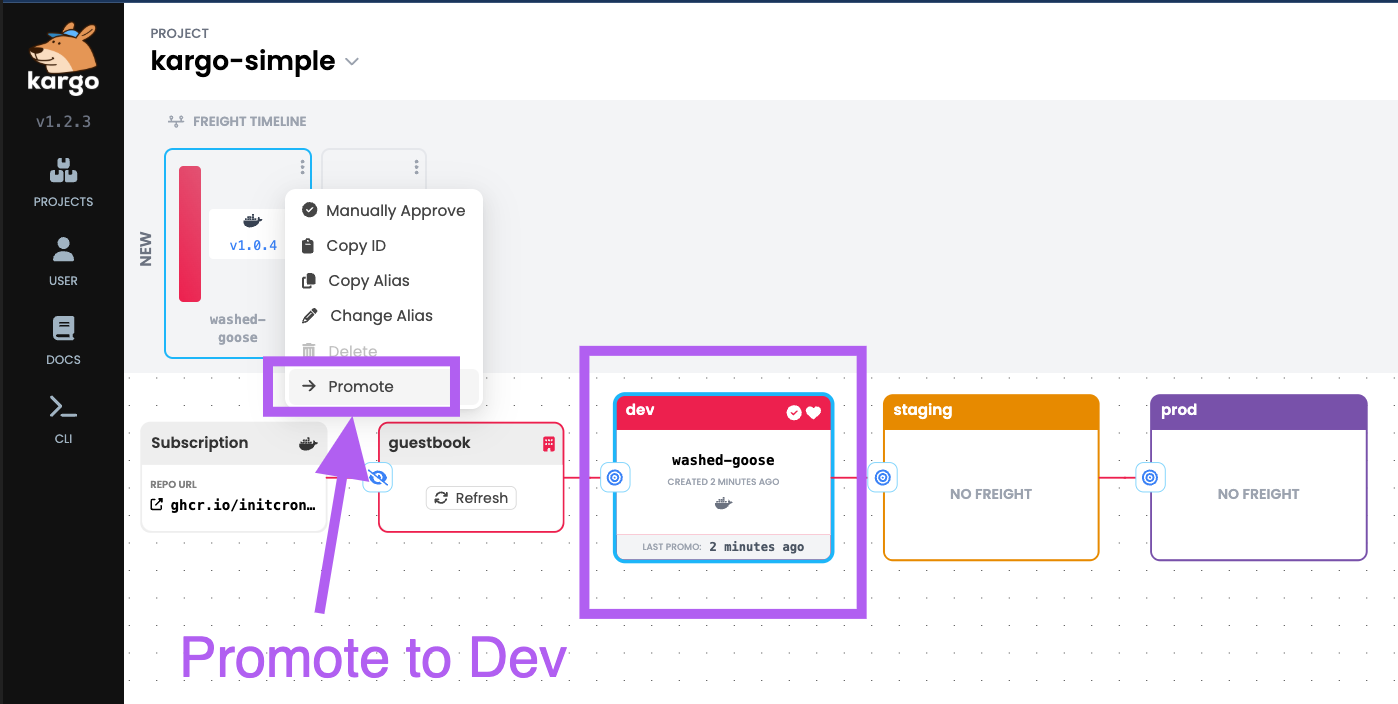 kargo
v1.2.3
PROJECTS
USER
DOCS
CLI
PROJECT
kargo-simple
FREIGHT TIMELINE
NEW
v1.0.4
washed-
goose
Manually Approve
Copy ID
Copy Alias
Change Alias
Delete
Promote
Subscription
REPO URL
ghcr.io/initcron…
guestbook
Refresh
dev
washed-goose
CREATED 2 MINUTES AGO
LAST PROMO: 2 minutes ago
staging
NO FREIGHT
prod
NO FREIGHT
Promote to Dev